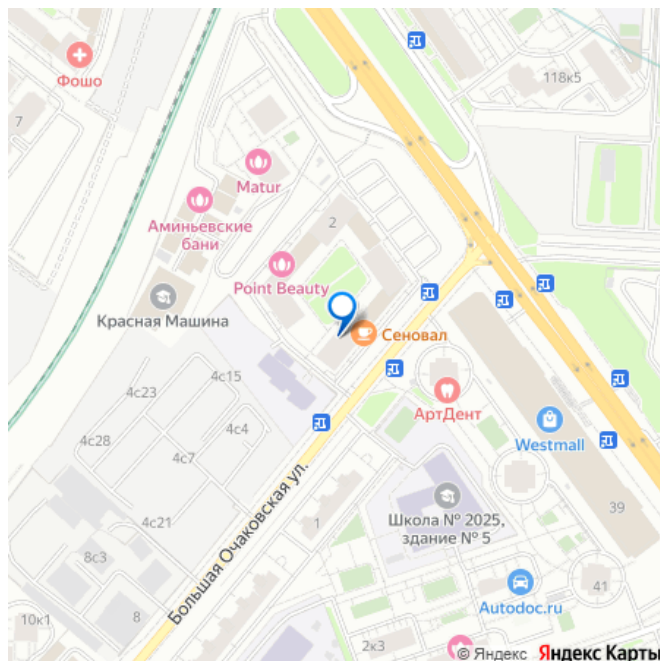 118к5
Фошо
7
Matur
2
Аминьевские
бани
Point Beauty
Красная Машина
Сеновал
4с15
4с23
АртДент
4с4
4с28
4с7
Westmall
Школа № 2025,
здание № 5
39
4с21
1
Большая Очаковская ул.
8с3
41
Autodoc.ru
10к1
8
2к3
© Яндекс Яндекс Карты